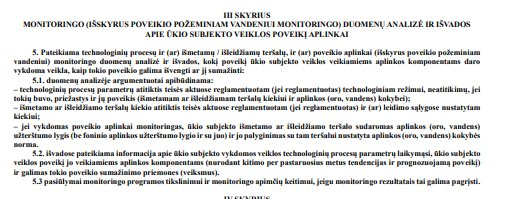 III SKYRIUS
MONITORINGO (IŠSKYRUS POVEIKIO POŽEMINIAM VANDENIUI MONITORINGO) DUOMENŲ ANALIZĖ IR IŠVADOS
APIE ŪKIO SUBJEKTO VEIKLOS POVEIKĮ APLINKAI
5. Pateikiama technologinių procesų ir (ar) išmetamų / išleidžiamų teršalų, ir (ar) poveikio aplinkai (išskyrus poveikio požeminiam
vandeniui) monitoringo duomenų analizė ir išvados, kokį poveikį ūkio subjekto veiklos veikiamiems aplinkos komponentams daro
vykdoma veikla, kaip tokio poveikio galima išvengti ar jį sumažinti:
5.1. duomenų analizėje argumentuotai apibūdinama:
– technologinių procesų parametrų atitiktis teisės aktuose reglamentuotam (jei reglamentuotas) technologiniam režimui, neatitikimų, jei
tokių buvo, priežastys ir jų poveikis (išmetamam ar išleidžiamam teršalų kiekiui ir aplinkos (oro, vandens) kokybei);
– išmetamo ar išleidžiamo teršalų kiekio atitiktis teisės aktuose reglamentuotam (jei reglamentuotas) ir (ar) leidimo sąlygose nustatytam
kiekiui;
– jei vykdomas poveikio aplinkai monitoringas, ūkio subjekto išmetamo ar išleidžiamo teršalo sudaromas aplinkos (oro, vandens)
užterštumo lygis (be foninio aplinkos užterštumo lygio ir su juo) ir jo palyginimas su tam teršalui nustatyta aplinkos (oro, vandens) kokybės
norma.
5.2. išvadose pateikiama informacija apie ūkio subjekto vykdomos veiklos technologinių procesų parametrų laikymąsi, ūkio subjekto
veiklos poveikį jo veikiamiems aplinkos komponentams (nurodant kitimo per pastaruosius metus tendencijas ir prognozuojamą poveikį)
ir galimas tokio poveikio sumažinimo priemones (veiksmus).
5.3 pasiūlymai monitoringo programos tikslinimui ir monitoringo apimčių keitimui, jeigu monitoringo rezultatais tai galima pagrįsti.
IV SKYRIUS